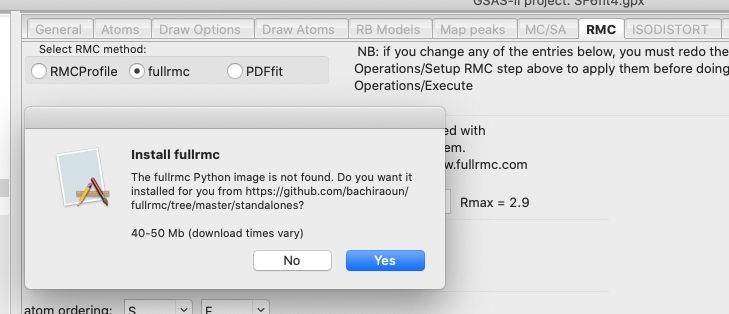 GSAS-II project: SF6fit4.gpx
General Atoms Draw Options Draw Atoms RB Models Map peaks MC/SA RMC ISODISTORT
Select RMC method:
RMCProfile fullrmc PDFfit
NB: if you change any of the entries below, you must redo the
Operations/Setup RMC step above to apply them before doing
Operations/Execute
Install fullrmc
The fullrmc Python image is not found. Do you want it
installed for you from https://github.com/bachiraoun/
fullrmc/tree/master/standalones?
40-50 Mb (download times vary)
No Yes
ed with
em.
w.fullrmc.com
Rmax = 2.9
atom ordering: S F